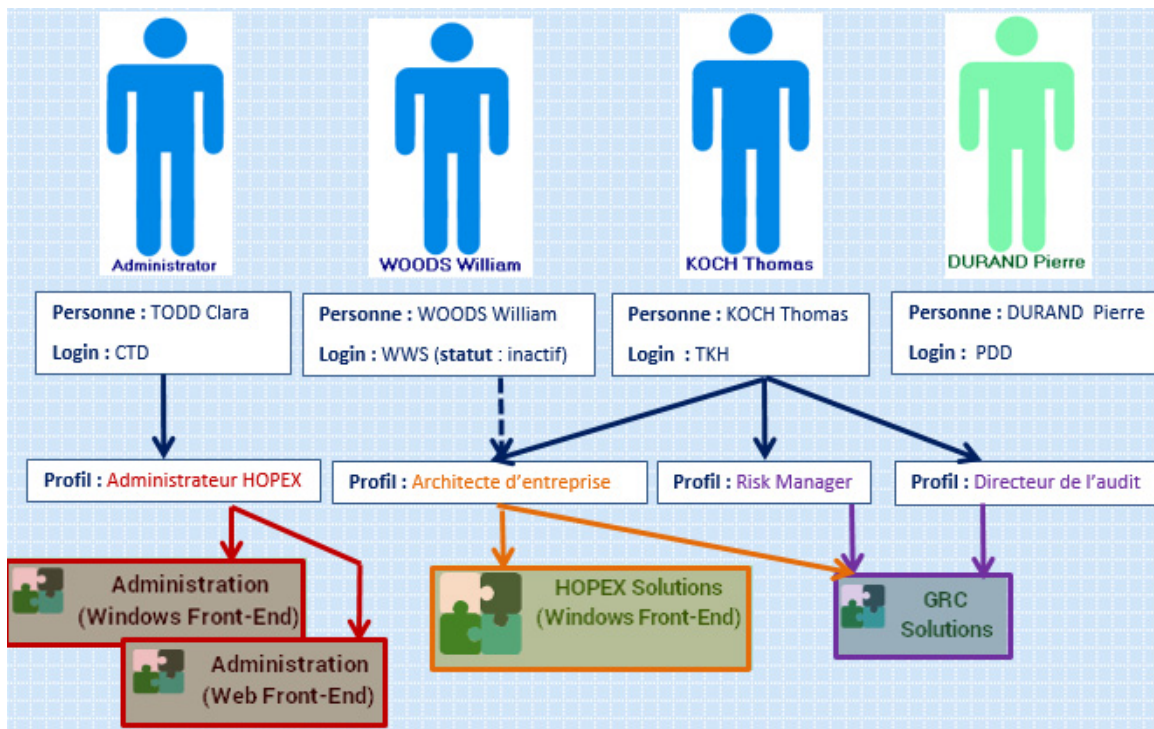 Administrator
WOODS William
KOCH Thomas
DURAND Pierre
Personne : TODD Clara
Login : CTD
Personne : WOODS William
Login : WWS (statut : inactif)
Personne : KOCH Thomas
Login : TKH
Personne : DURAND Pierre
Login : PDD
Profil : Administrateur HOPEX
Profil : Architecte d'entreprise
Profil : Risk Manager
Profil : Directeur de l'audit
Administration
(Windows Front-End)
Administration
(Web Front-End)
HOPEX Solutions
(Windows Front-End)
GRC
Solutions